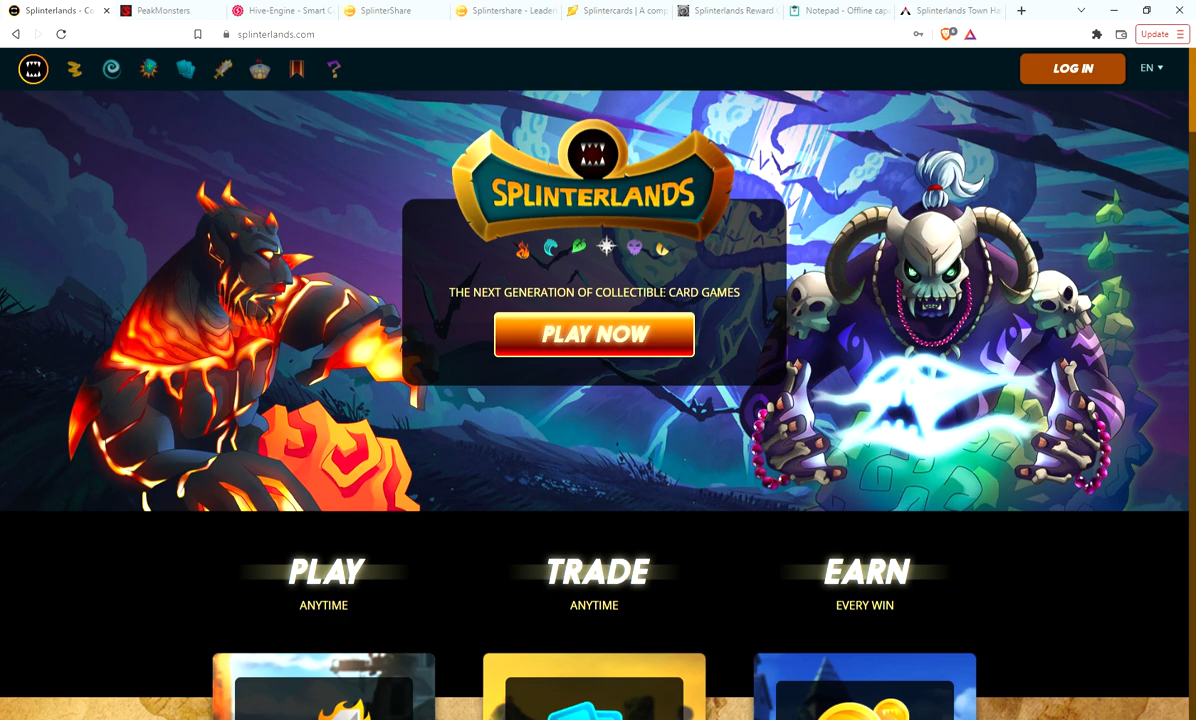 Splinterlands - Co
PeakMonsters
Hive-Engine - Smart C
SplinterShare
Splintershare - Leader
Splintercards | A comp
Splinterlands Reward C
Notepad - Offline cap
Splinterlands Town Ha
splinterlands.com
Update
LOG IN
EN
SPLINTERLANDS
THE NEXT GENERATION OF COLLECTIBLE CARD GAMES
PLAY NOW
PLAY
TRADE
EARN
ANYTIME
ANYTIME
EVERY WIN